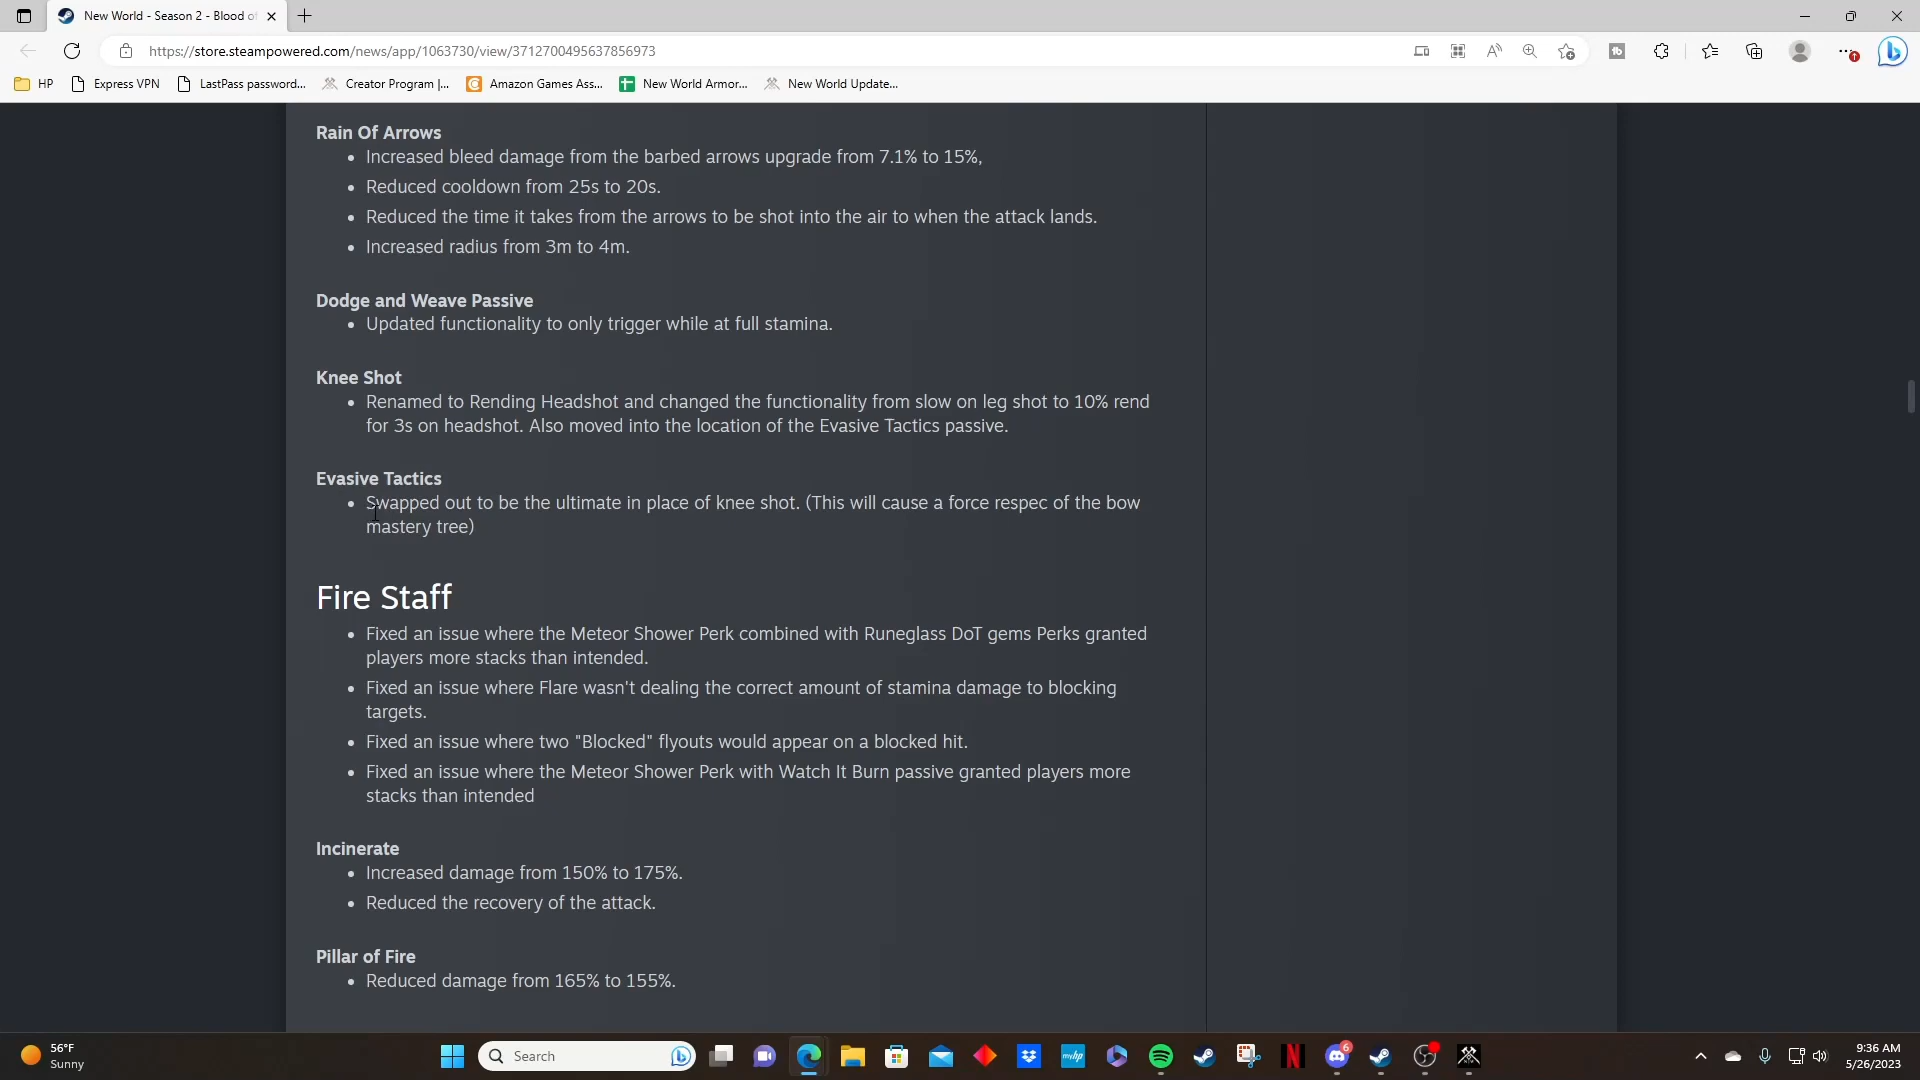 New World - Season 2 - Blood of
https://store.steampowered.com/news/app/1063730/view/3712700495637856973
HP
Express VPN
LastPass password...
Creator Program |...
Amazon Games Ass...
New World Armor...
New World Update...
Rain Of Arrows
• Increased bleed damage from the barbed arrows upgrade from 7.1% to 15%,
• Reduced cooldown from 25s to 20s.
• Reduced the time it takes from the arrows to be shot into the air to when the attack lands.
• Increased radius from 3m to 4m.
Dodge and Weave Passive
• Updated functionality to only trigger while at full stamina.
Knee Shot
• Renamed to Rending Headshot and changed the functionality from slow on leg shot to 10% rend
for 3s on headshot. Also moved into the location of the Evasive Tactics passive.
Evasive Tactics
• Swapped out to be the ultimate in place of knee shot. (This will cause a force respec of the bow
mastery tree)
Fire Staff
• Fixed an issue where the Meteor Shower Perk combined with Runeglass DoT gems Perks granted
players more stacks than intended.
• Fixed an issue where Flare wasn't dealing the correct amount of stamina damage to blocking
targets.
• Fixed an issue where two "Blocked" flyouts would appear on a blocked hit.
• Fixed an issue where the Meteor Shower Perk with Watch It Burn passive granted players more
stacks than intended
Incinerate
• Increased damage from 150% to 175%.
• Reduced the recovery of the attack.
Pillar of Fire
• Reduced damage from 165% to 155%.
56°F
Sunny
Search
myhp
N
6
9:36 AM
5/26/2023